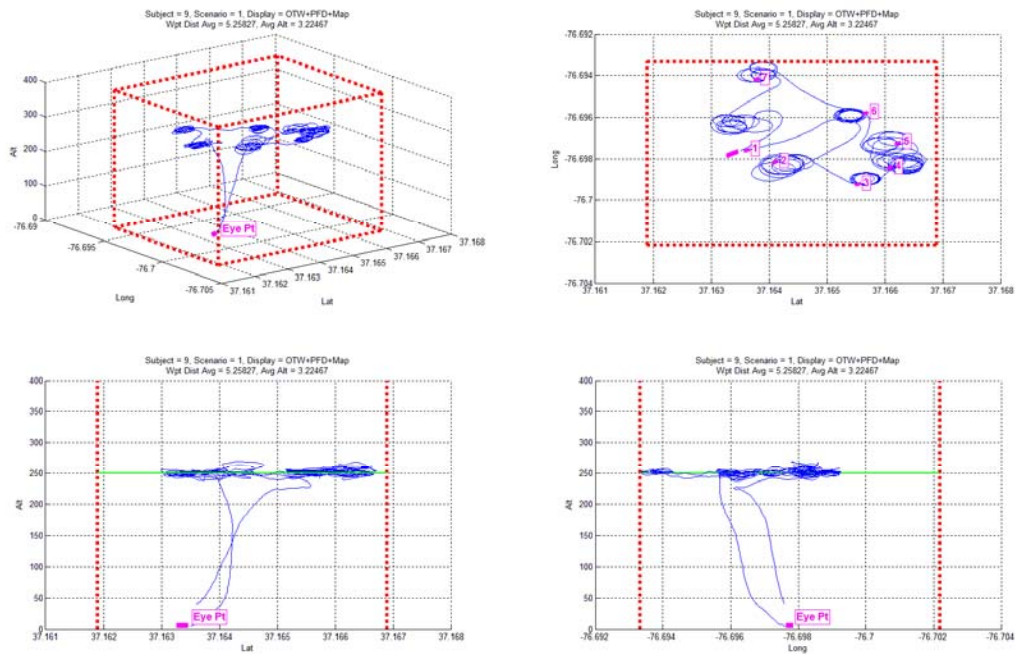 Subject = 9, Scenario = 1, Display = OTW+PFD+Map
Wpt Dist Avg = 5.25827, Avg Alt = 3.22467
400
300
200
100
0
Alt
Eye Pt
-76.69
-76.695
-76.7
-76.705
Long
37.161
37.162
37.163
37.164
37.165
37.166
37.167
37.168
Lat
Subject = 9, Scenario = 1, Display = OTW+PFD+Map
Wpt Dist Avg = 5.25827, Avg Alt = 3.22467
-76.692
-76.694
-76.696
-76.698
-76.7
-76.702
-76.704
Long
7
6
1
5
2
4
3
37.161 37.162 37.163 37.164 37.165 37.166 37.167 37.168
Lat
Subject = 9, Scenario = 1, Display = OTW+PFD+Map
Wpt Dist Avg = 5.25827, Avg Alt = 3.22467
400
350
300
250
200
150
100
50
0
Alt
Eye Pt
37.161 37.162 37.163 37.164 37.165 37.166 37.167 37.168
Lat
Subject = 9, Scenario = 1, Display = OTW+PFD+Map
Wpt Dist Avg = 5.25827, Avg Alt = 3.22467
400
350
300
250
200
150
100
50
0
Alt
Eye Pt
-76.692 -76.694 -76.696 -76.698 -76.7 -76.702 -76.704
Long